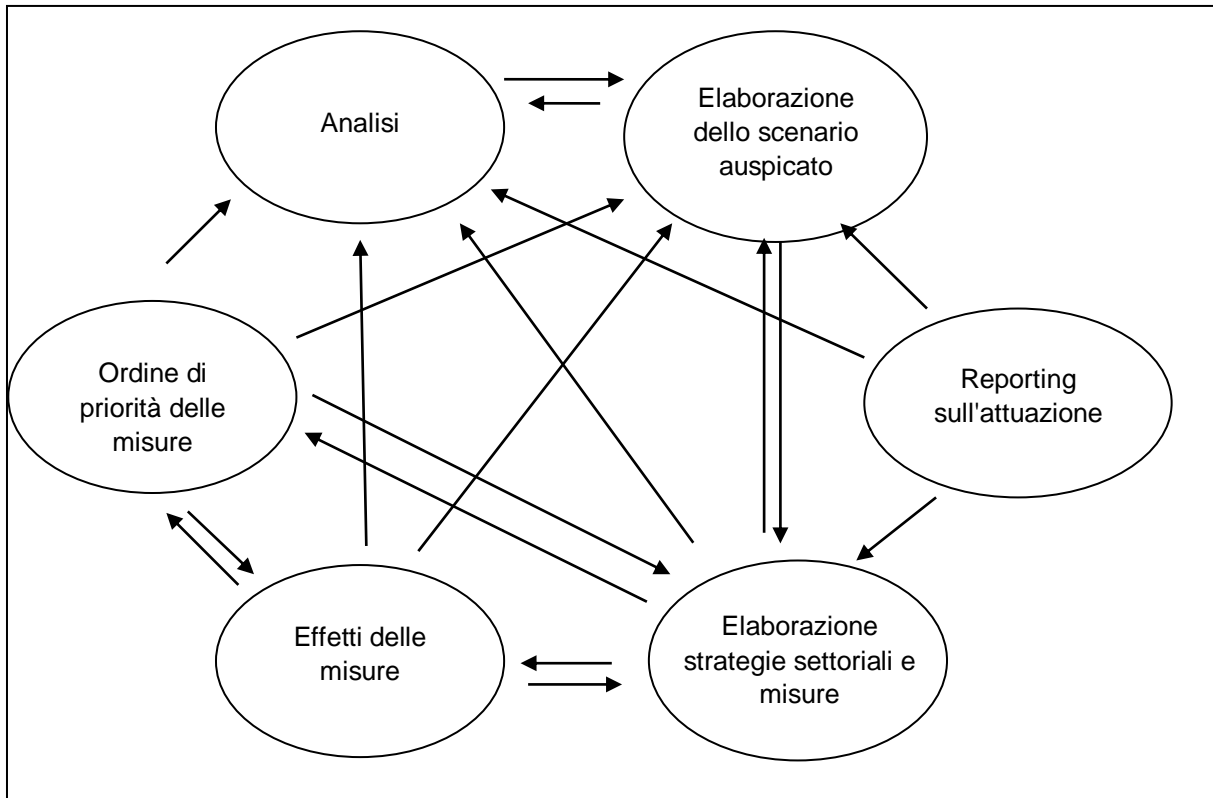 Analisi
Elaborazione
dello scenario
auspicato
Ordine di
priorità delle
misure
Reporting
sull'attuazione
Effetti delle
misure
Elaborazione
strategie settoriali e
misure